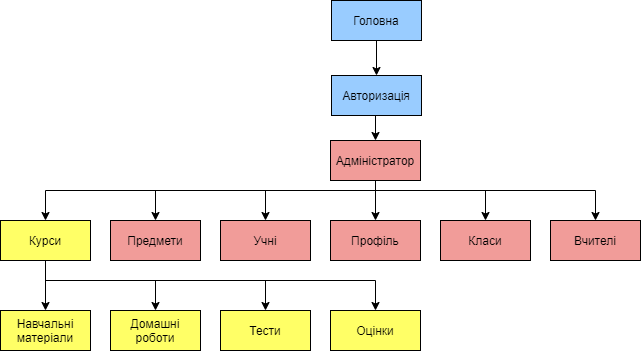 Головна
Авторизація
Адміністратор
Курси
Предмети
Учні
Профіль
Класи
Вчителі
Навчальні
матеріали
Домашні
роботи
Тести
Оцінки